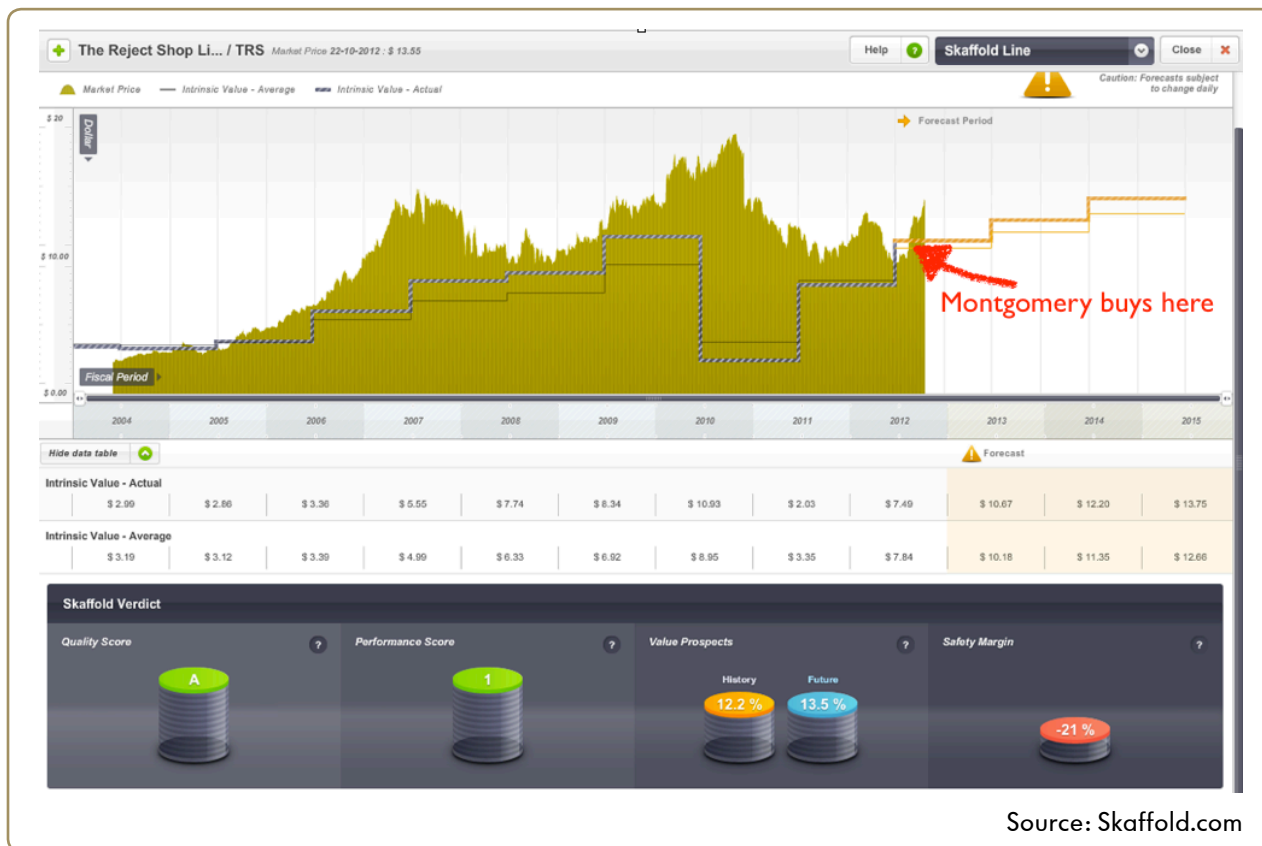 The Reject Shop Li... / TRS Market Price 22-10-2012 : $ 13.55
Help ?
Skaffold Line
Close
Market Price
Intrinsic Value - Average
Intrinsic Value - Actual
Caution: Forecasts subject
to change daily
$ 20
Dollar
Forecast Period
$ 10.00
Montgomery buys here
Fiscal Period
$ 0.00
2004 2005 2006 2007 2008 2009 2010 2011 2012 2013 2014 2015
Hide data table
Forecast
Intrinsic Value - Actual
$ 2.99 $ 2.86 $ 3.36 $ 5.55 $ 7.74 $ 8.34 $ 10.93 $ 2.03 $ 7.49 $ 10.67 $ 12.20 $ 13.75
Intrinsic Value - Average
$ 3.19 $ 3.12 $ 3.39 $ 4.99 $ 6.33 $ 6.92 $ 8.95 $ 3.35 $ 7.84 $ 10.18 $ 11.35 $ 12.66
Skaffold Verdict
Quality Score ?
Performance Score ?
Value Prospects ?
Safety Margin ?
History Future
A
1
12.2 % 13.5 %
-21 %
Source: Skaffold.com